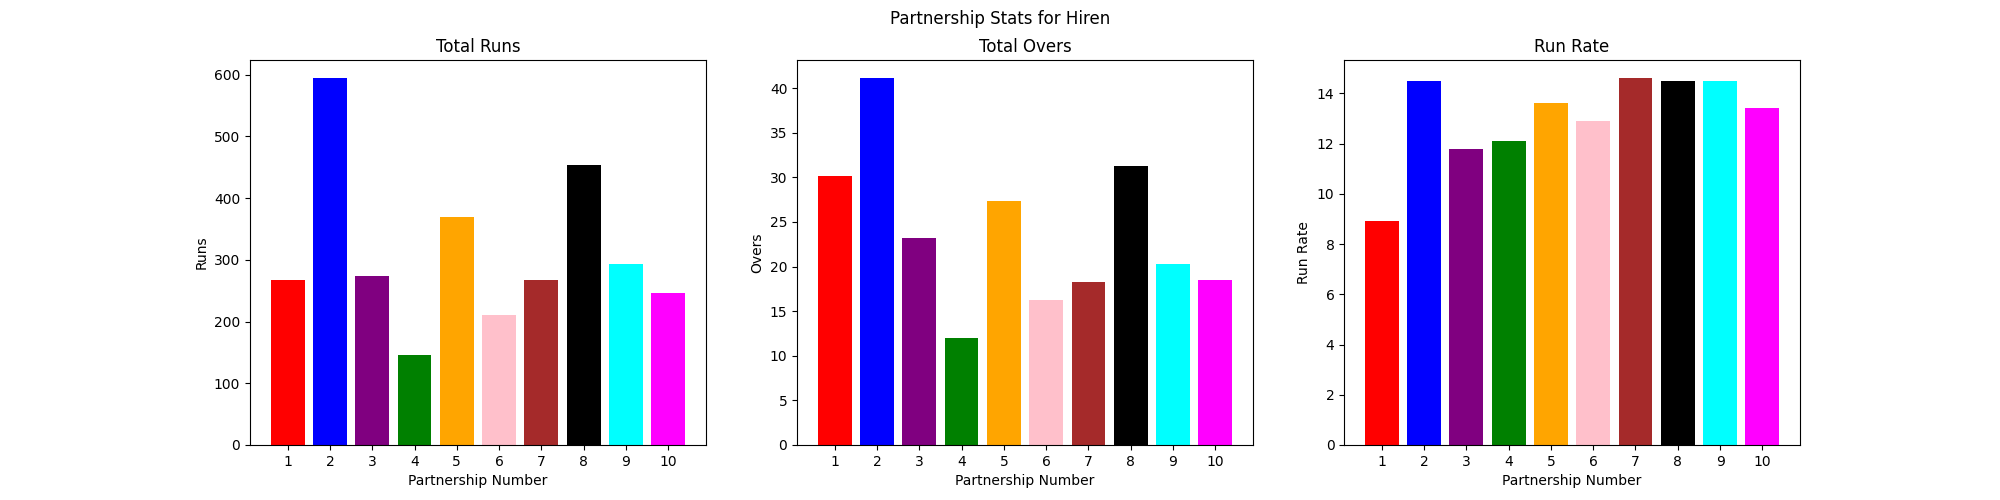 Partnership Stats for Hiren
Total Runs
Runs
600
500
400
300
200
100
0
1 2 3 4 5 6 7 8 9 10
Partnership Number
Total Overs
Overs
40
35
30
25
20
15
10
5
0
1 2 3 4 5 6 7 8 9 10
Partnership Number
Run Rate
Run Rate
14
12
10
8
6
4
2
0
1 2 3 4 5 6 7 8 9 10
Partnership Number